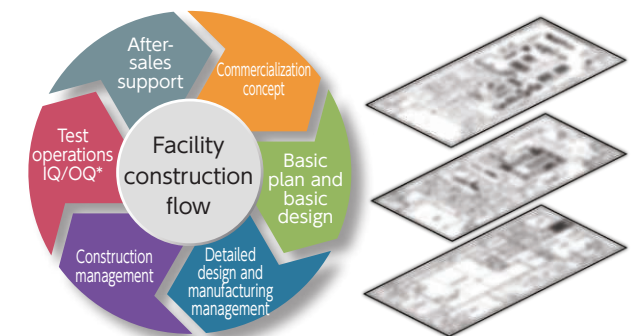 After-
sales
support
Commercialization
concept
Basic
plan and
basic
design
Detailed
design and
manufacturing
management
Construction
management
Test
operations
IQ/OQ*
Facility
construction
flow